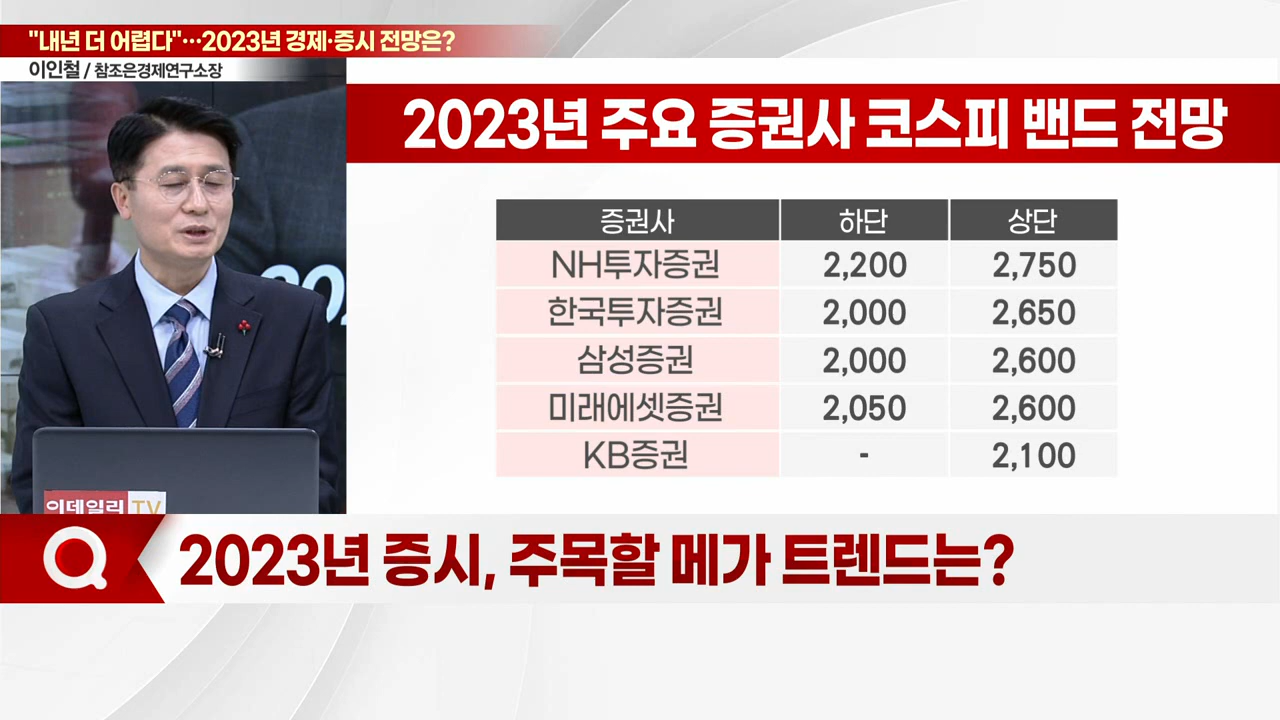 "내년 더 어렵다"…2023년 경제·증시 전망은?
이인철 / 참조은경제연구소장
2023년 주요 증권사 코스피 밴드 전망
증권사 하단 상단
NH투자증권 2,200 2,750
한국투자증권 2,000 2,650
삼성증권 2,000 2,600
미래에셋증권 2,050 2,600
KB증권 - 2,100
이데일리 TV
Q 2023년 증시, 주목할 메가 트렌드는?